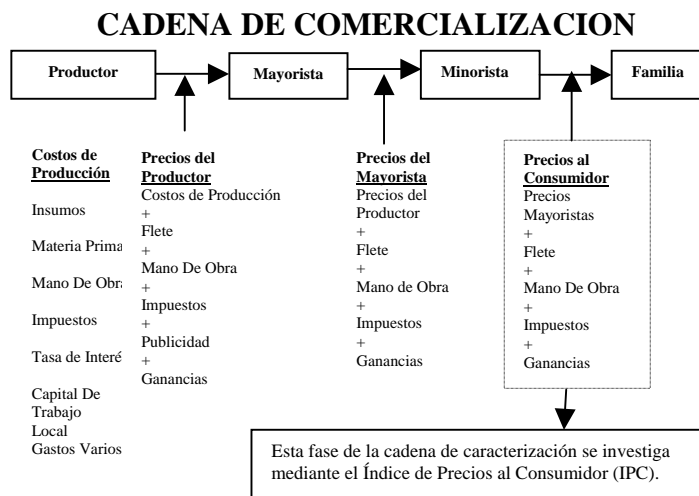 CADENA DE COMERCIALIZACION
Productor
Mayorista
Minorista
Familia
Costos de
Producción
Insumos
Materia Prima
Mano De Obra
Impuestos
Tasa de Interé
Capital De
Trabajo
Local
Gastos Varios
Precios del
Productor
Costos de Producción
+
Flete
+
Mano De Obra
+
Impuestos
+
Publicidad
+
Ganancias
Precios del
Mayorista
Precios del
Productor
+
Flete
+
Mano de Obra
+
Impuestos
+
Ganancias
Precios al
Consumidor
Precios
Mayoristas
+
Flete
+
Mano De Obra
+
Impuestos
+
Ganancias
Esta fase de la cadena de caracterización se investiga
mediante el Índice de Precios al Consumidor (IPC).